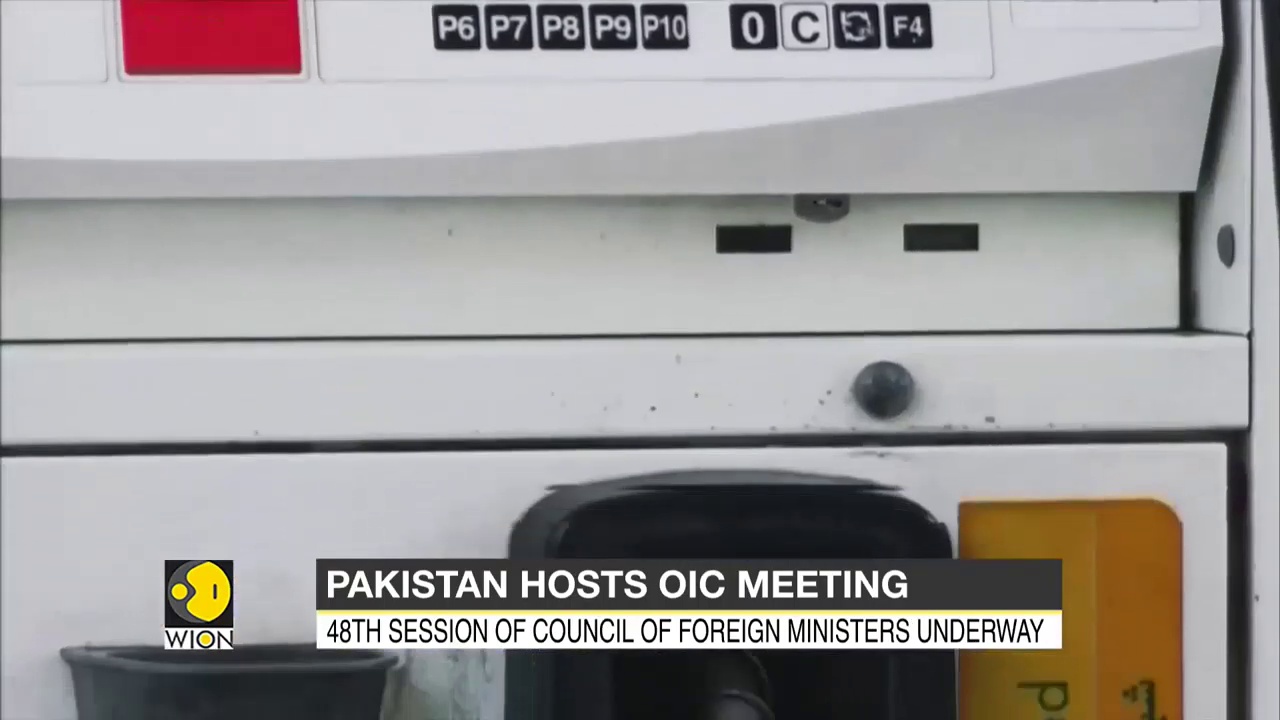 P6 P7 P8 P9 P10 0 C F4
PAKISTAN HOSTS OIC MEETING
48TH SESSION OF COUNCIL OF FOREIGN MINISTERS UNDERWAY
WION